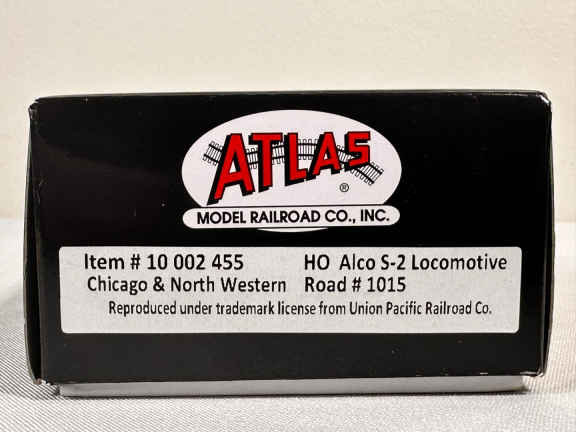 ATLAS ®
MODEL RAILROAD CO., INC.
Item # 10 002 455 HO Alco S-2 Locomotive
Chicago & North Western Road # 1015
Reproduced under trademark license from Union Pacific Railroad Co.